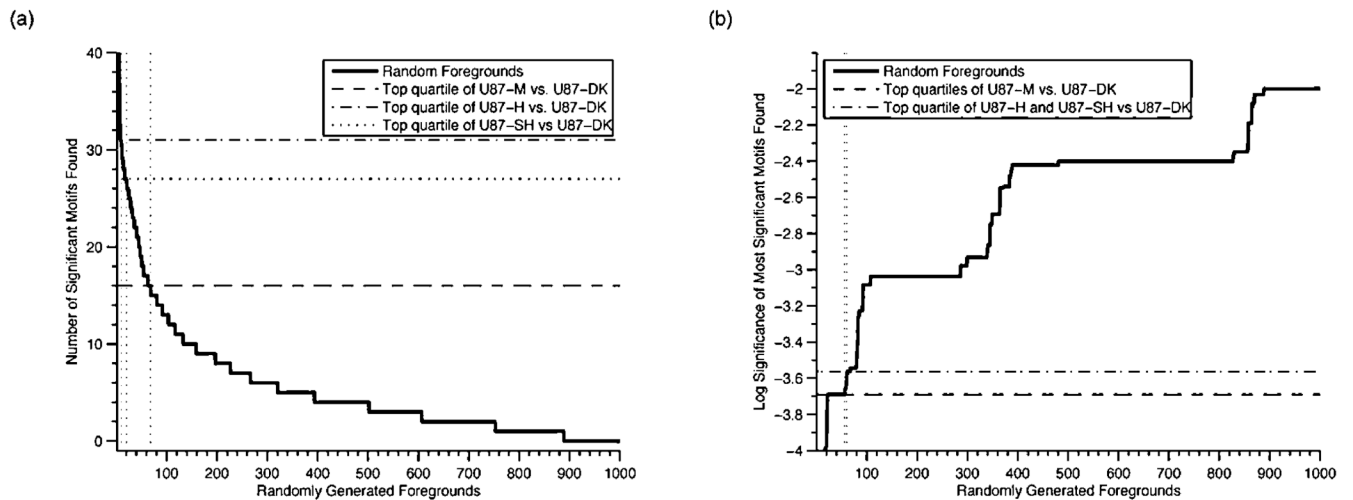 (a)
40
30
20
10
0
Number of Significant Motifs Found
Random Foregrounds
Top quartile of U87-M vs. U87-DK
Top quartile of U87-H vs. U87-DK
Top quartile of U87-SH vs U87-DK
100 200 300 400 500 600 700 800 900 1000
Randomly Generated Foregrounds
(b)
-2
-2.2
-2.4
-2.6
-2.8
-3
-3.2
-3.4
-3.6
-3.8
-4
Log Significance of Most Significant Motifs Found
Random Foregrounds
Top quartiles of U87-M vs. U87-DK
Top quartile of U87-H and U87-SH vs U87-DK
100 200 300 400 500 600 700 800 900 1000
Randomly Generated Foregrounds